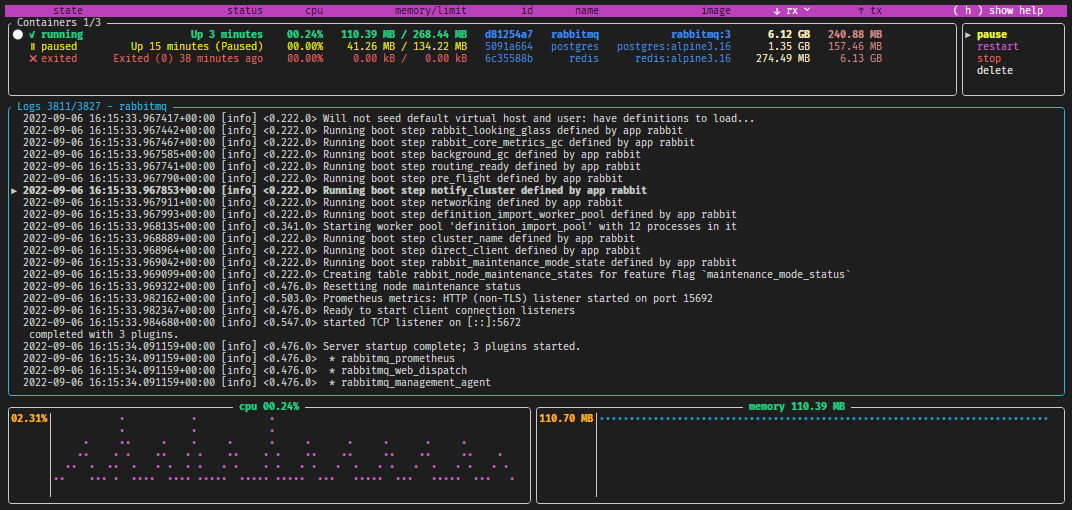 state status cpu memory/limit id name image ↓ rx ↑ tx ( h ) show help
Containers 1/3
✓ running Up 3 minutes 00.24% 110.39 MB / 268.44 MB d81254a7 rabbitmq rabbitmq:3 6.12 GB 240.88 MB
⏸ paused Up 15 minutes (Paused) 00.00% 41.26 MB / 134.22 MB 5091a664 postgres postgres:alpine3.16 1.35 GB 157.46 MB
✕ exited Exited (0) 38 minutes ago 00.00% 0.00 kB / 0.00 kB 6c35588b redis redis:alpine3.16 274.49 MB 6.13 GB
▶ pause
restart
stop
delete
Logs 3811/3827 - rabbitmq
2022-09-06 16:15:33.967417+00:00 [info] <0.222.0> Will not seed default virtual host and user: have definitions to load...
2022-09-06 16:15:33.967442+00:00 [info] <0.222.0> Running boot step rabbit_looking_glass defined by app rabbit
2022-09-06 16:15:33.967467+00:00 [info] <0.222.0> Running boot step rabbit_core_metrics_gc defined by app rabbit
2022-09-06 16:15:33.967585+00:00 [info] <0.222.0> Running boot step background_gc defined by app rabbit
2022-09-06 16:15:33.967741+00:00 [info] <0.222.0> Running boot step routing_ready defined by app rabbit
2022-09-06 16:15:33.967790+00:00 [info] <0.222.0> Running boot step pre_flight defined by app rabbit
▶ 2022-09-06 16:15:33.967853+00:00 [info] <0.222.0> Running boot step notify_cluster defined by app rabbit
2022-09-06 16:15:33.967911+00:00 [info] <0.222.0> Running boot step networking defined by app rabbit
2022-09-06 16:15:33.967993+00:00 [info] <0.222.0> Running boot step definition_import_worker_pool defined by app rabbit
2022-09-06 16:15:33.968135+00:00 [info] <0.341.0> Starting worker pool 'definition_import_pool' with 12 processes in it
2022-09-06 16:15:33.968889+00:00 [info] <0.222.0> Running boot step cluster_name defined by app rabbit
2022-09-06 16:15:33.968964+00:00 [info] <0.222.0> Running boot step direct_client defined by app rabbit
2022-09-06 16:15:33.969042+00:00 [info] <0.222.0> Running boot step rabbit_maintenance_mode_state defined by app rabbit
2022-09-06 16:15:33.969099+00:00 [info] <0.222.0> Creating table rabbit_node_maintenance_states for feature flag `maintenance_mode_status`
2022-09-06 16:15:33.969322+00:00 [info] <0.476.0> Resetting node maintenance status
2022-09-06 16:15:33.982162+00:00 [info] <0.503.0> Prometheus metrics: HTTP (non-TLS) listener started on port 15692
2022-09-06 16:15:33.982347+00:00 [info] <0.476.0> Ready to start client connection listeners
2022-09-06 16:15:33.984680+00:00 [info] <0.547.0> started TCP listener on [::]:5672
completed with 3 plugins.
2022-09-06 16:15:34.091159+00:00 [info] <0.476.0> Server startup complete; 3 plugins started.
2022-09-06 16:15:34.091159+00:00 [info] <0.476.0> * rabbitmq_prometheus
2022-09-06 16:15:34.091159+00:00 [info] <0.476.0> * rabbitmq_web_dispatch
2022-09-06 16:15:34.091159+00:00 [info] <0.476.0> * rabbitmq_management_agent
cpu 00.24%
02.31%
memory 110.39 MB
110.70 MB